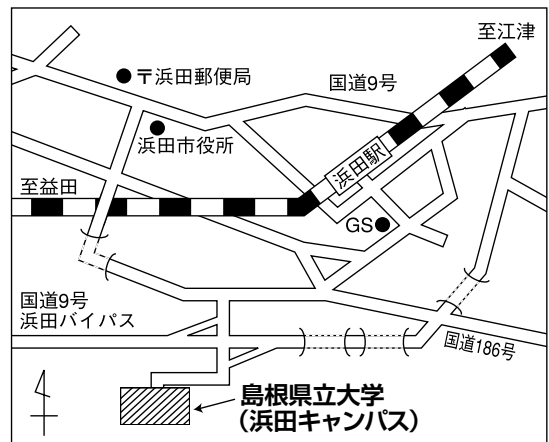 至江津
〒浜田郵便局
国道9号
浜田市役所
浜田駅
至益田
GS
国道9号
浜田バイパス
国道186号
島根県立大学
(浜田キャンパス)